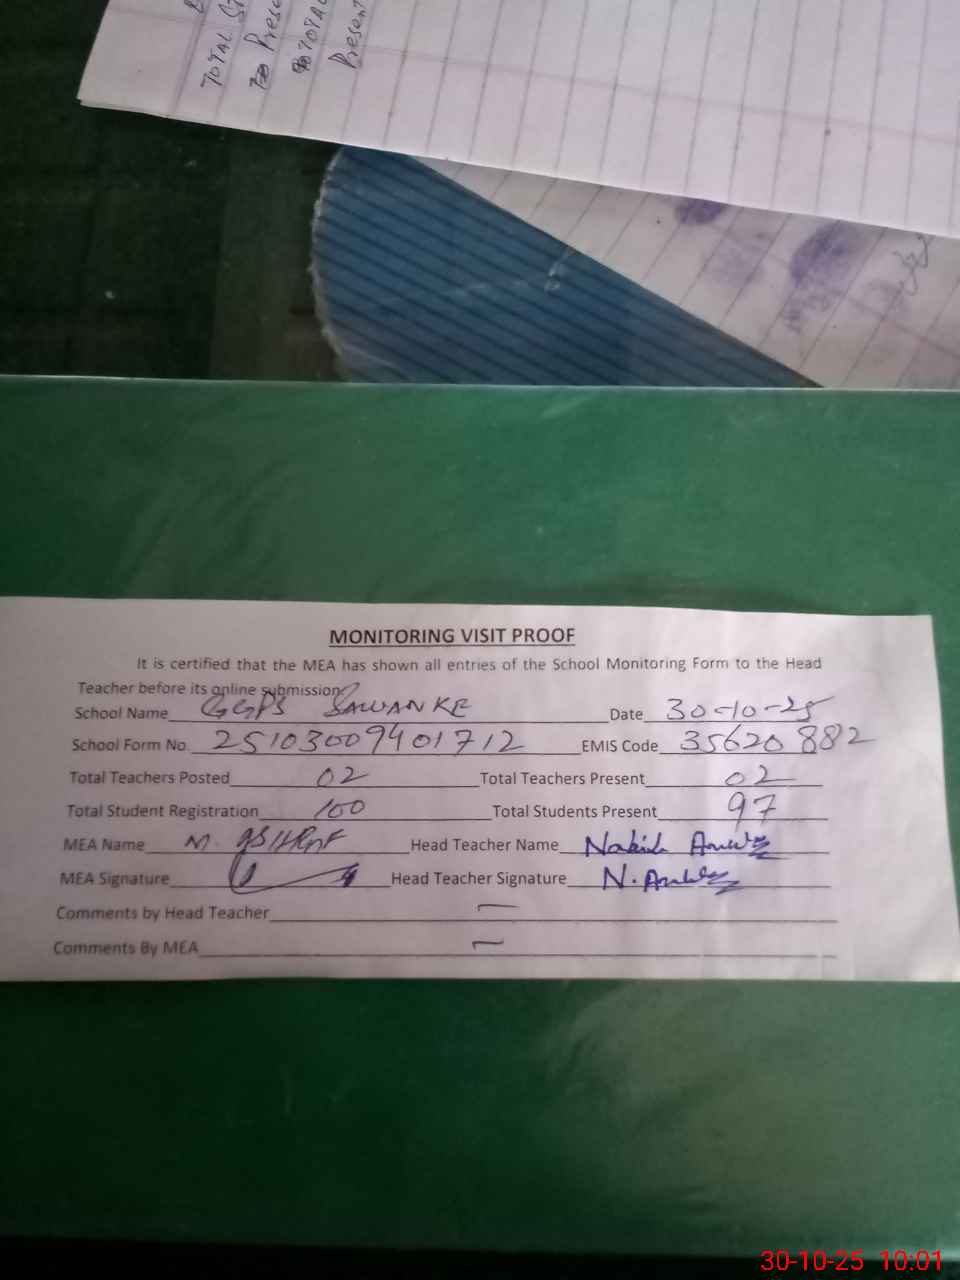 TOTAL
Prese
TOTAL
Present
MONITORING VISIT PROOF
It is certified that the MEA has shown all entries of the School Monitoring Form to the Head
Teacher before its online submission
School Name GGPS SAWANKE Date 30-10-25
School Form No. 25103009401712 EMIS Code 35620882
Total Teachers Posted 02 Total Teachers Present 02
Total Student Registration 100 Total Students Present 97
MEA Name M. Head Teacher Name
MEA Signature Head Teacher Signature N.
Comments by Head Teacher —
Comments By MEA —
30-10-25 10:01